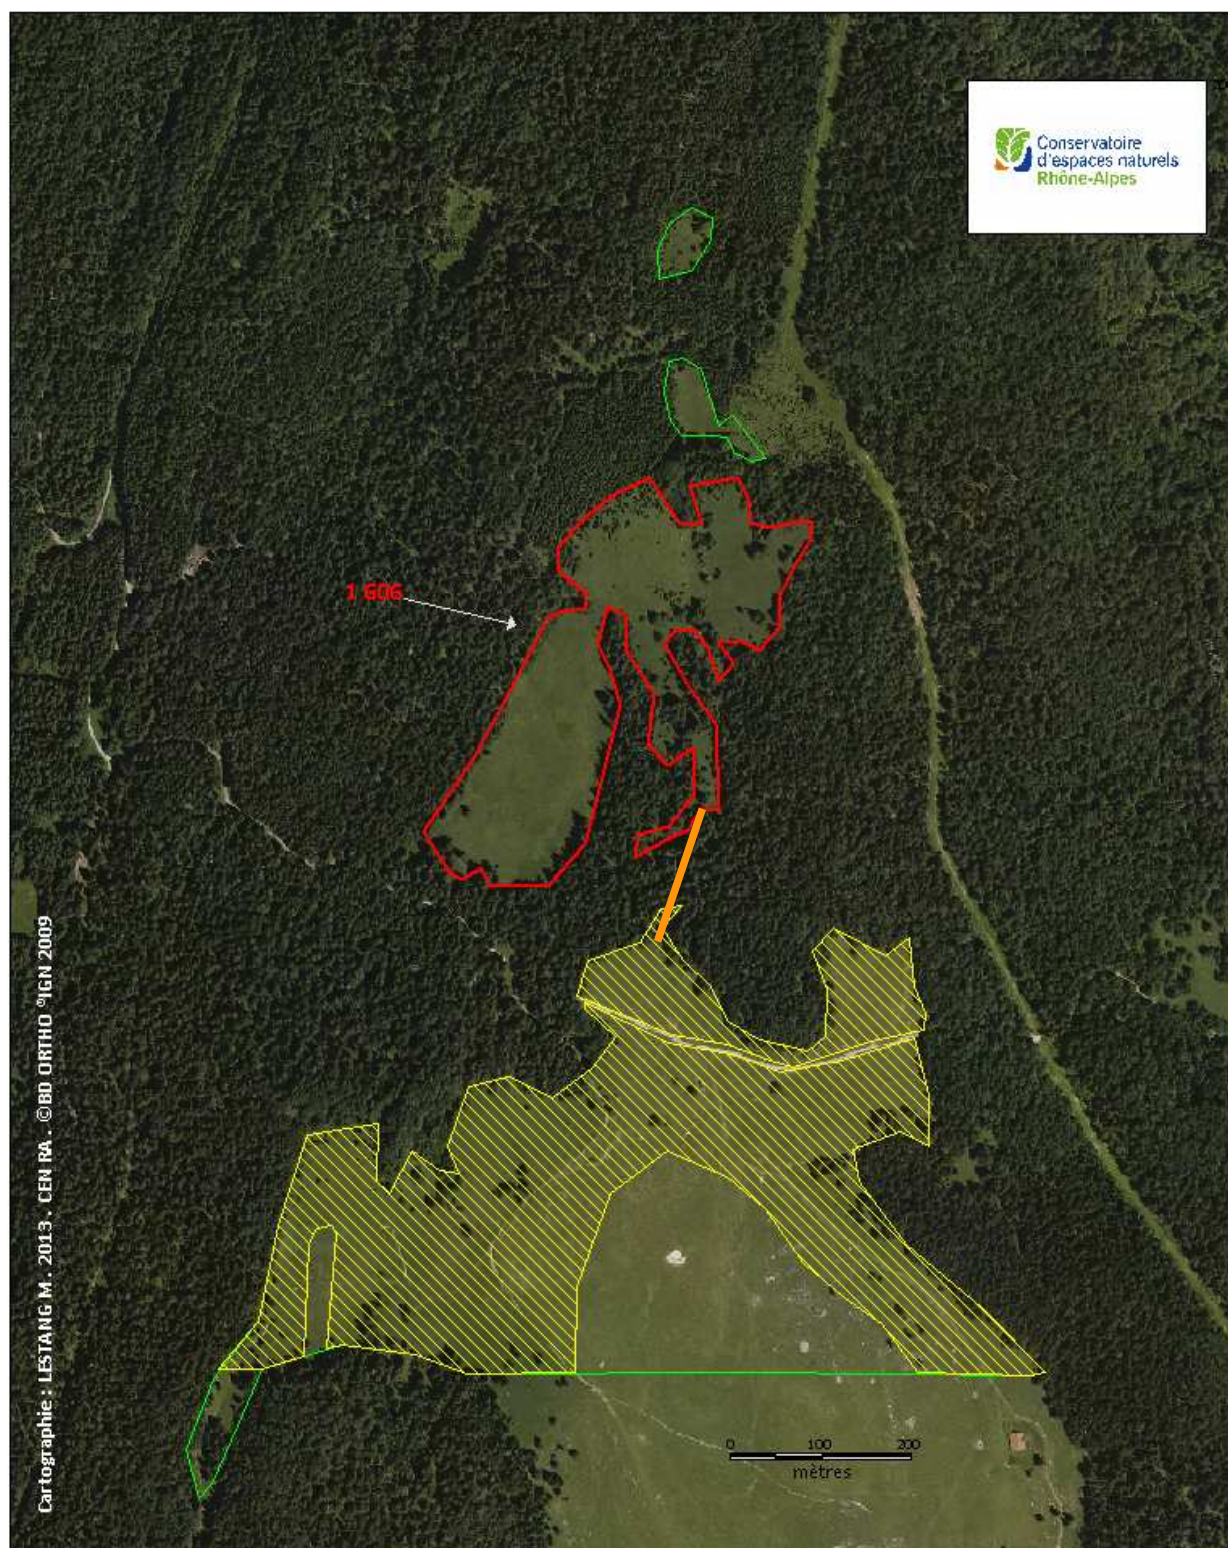 Conservatoire
d'espaces naturels
Rhône-Alpes
1 GOG
0 100 200
mètres
Cartographie : LESTANG M . 2013 . CEN RA . ©BD ORTHO ®IGN 2009